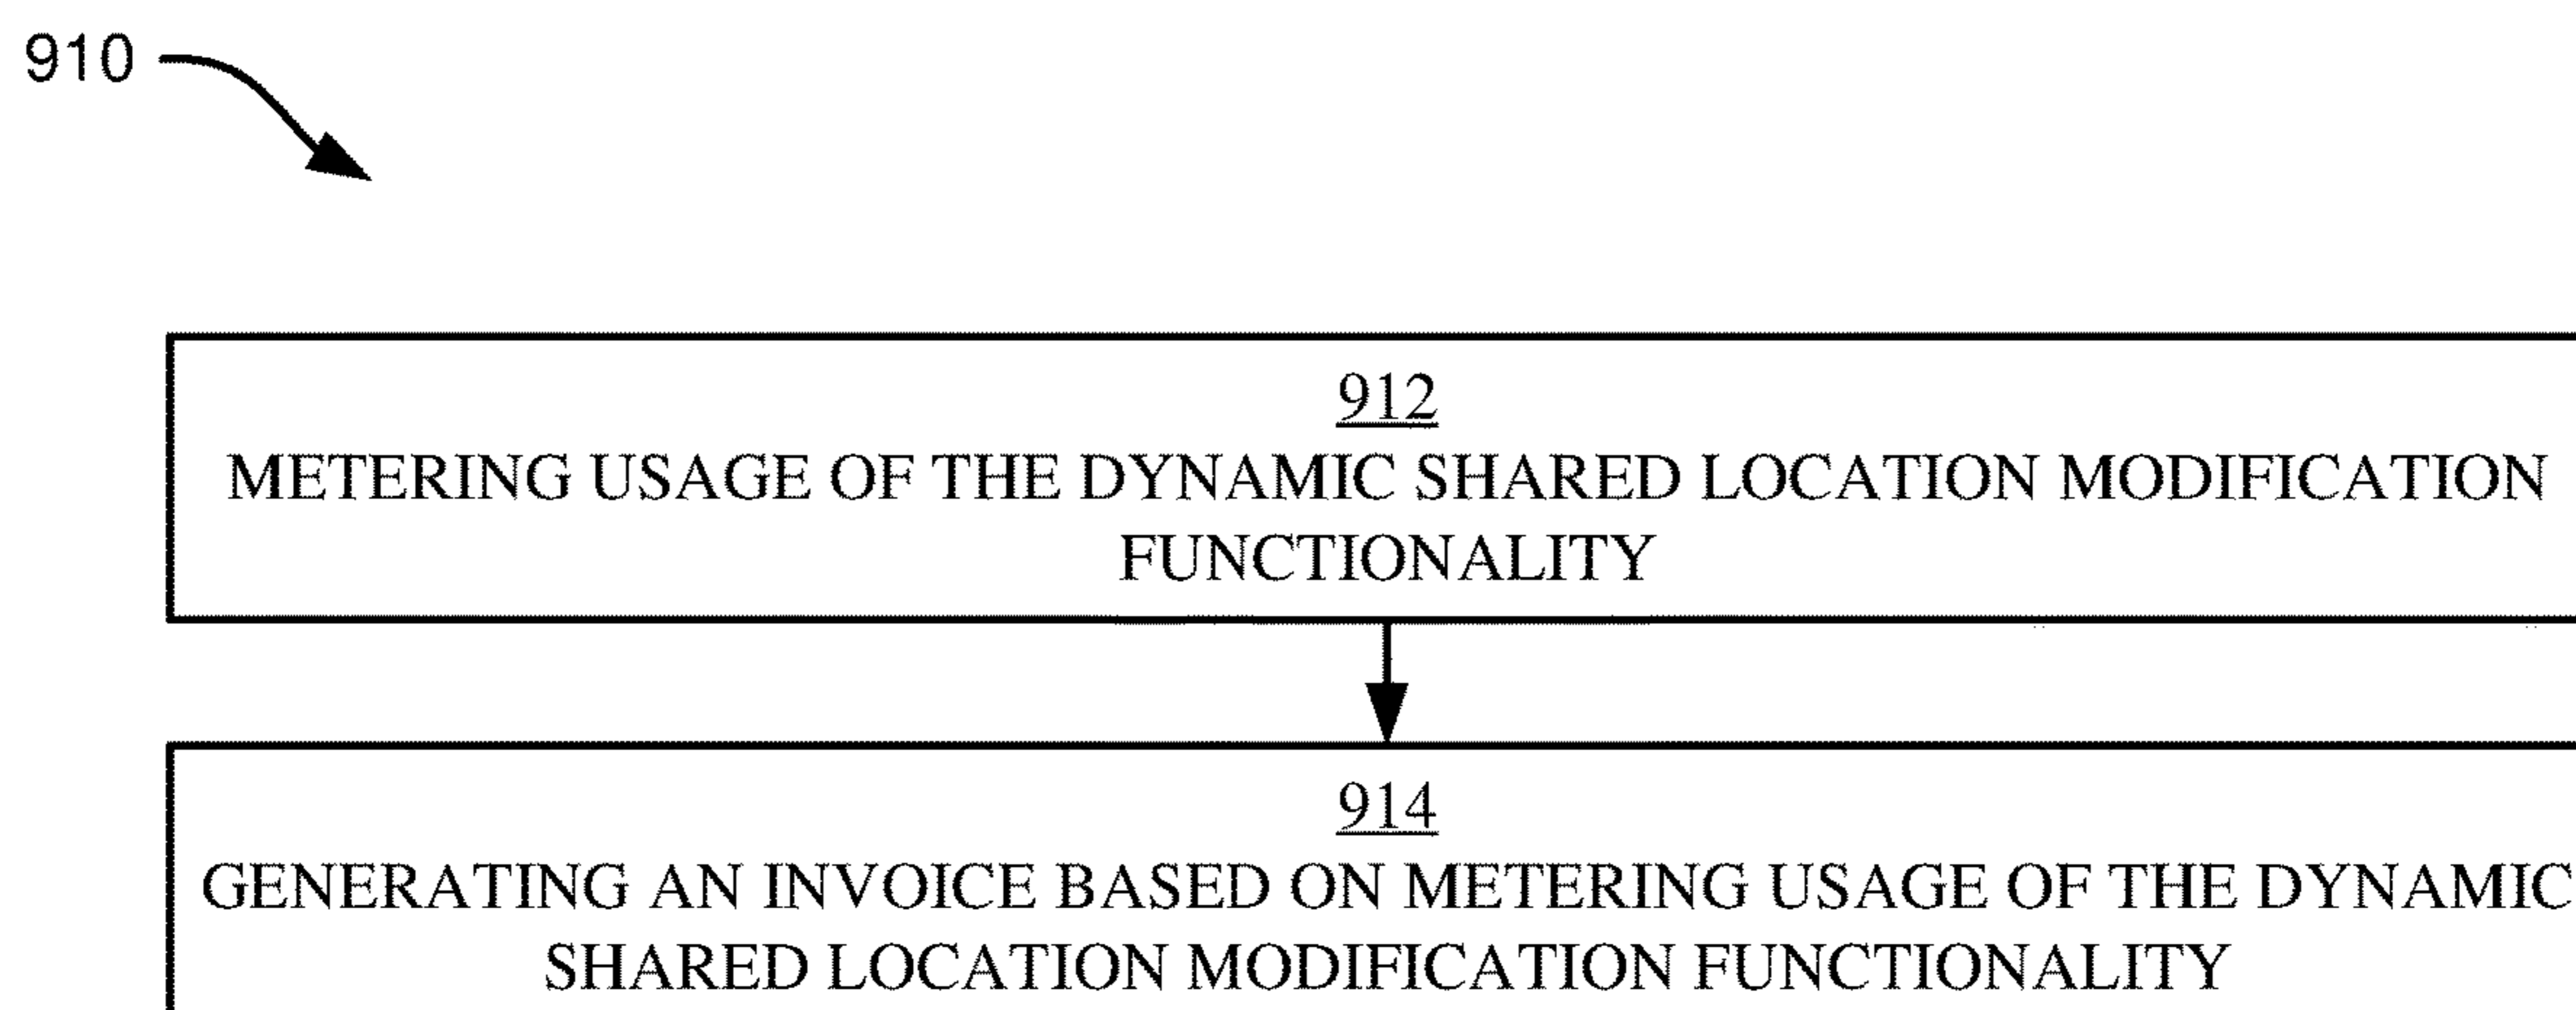 910
912
METERING USAGE OF THE DYNAMIC SHARED LOCATION MODIFICATION
FUNCTIONALITY
914
GENERATING AN INVOICE BASED ON METERING USAGE OF THE DYNAMIC
SHARED LOCATION MODIFICATION FUNCTIONALITY